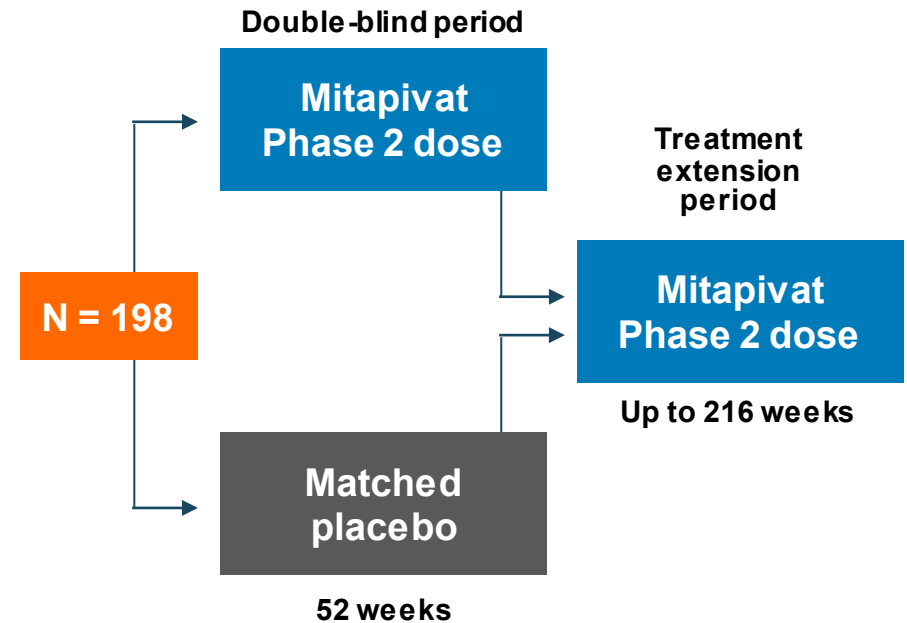 Double-blind period
Mitapivat
Phase 2 dose
Treatment
extension
period
N = 198
Mitapivat
Phase 2 dose
Up to 216 weeks
Matched
placebo
52 weeks